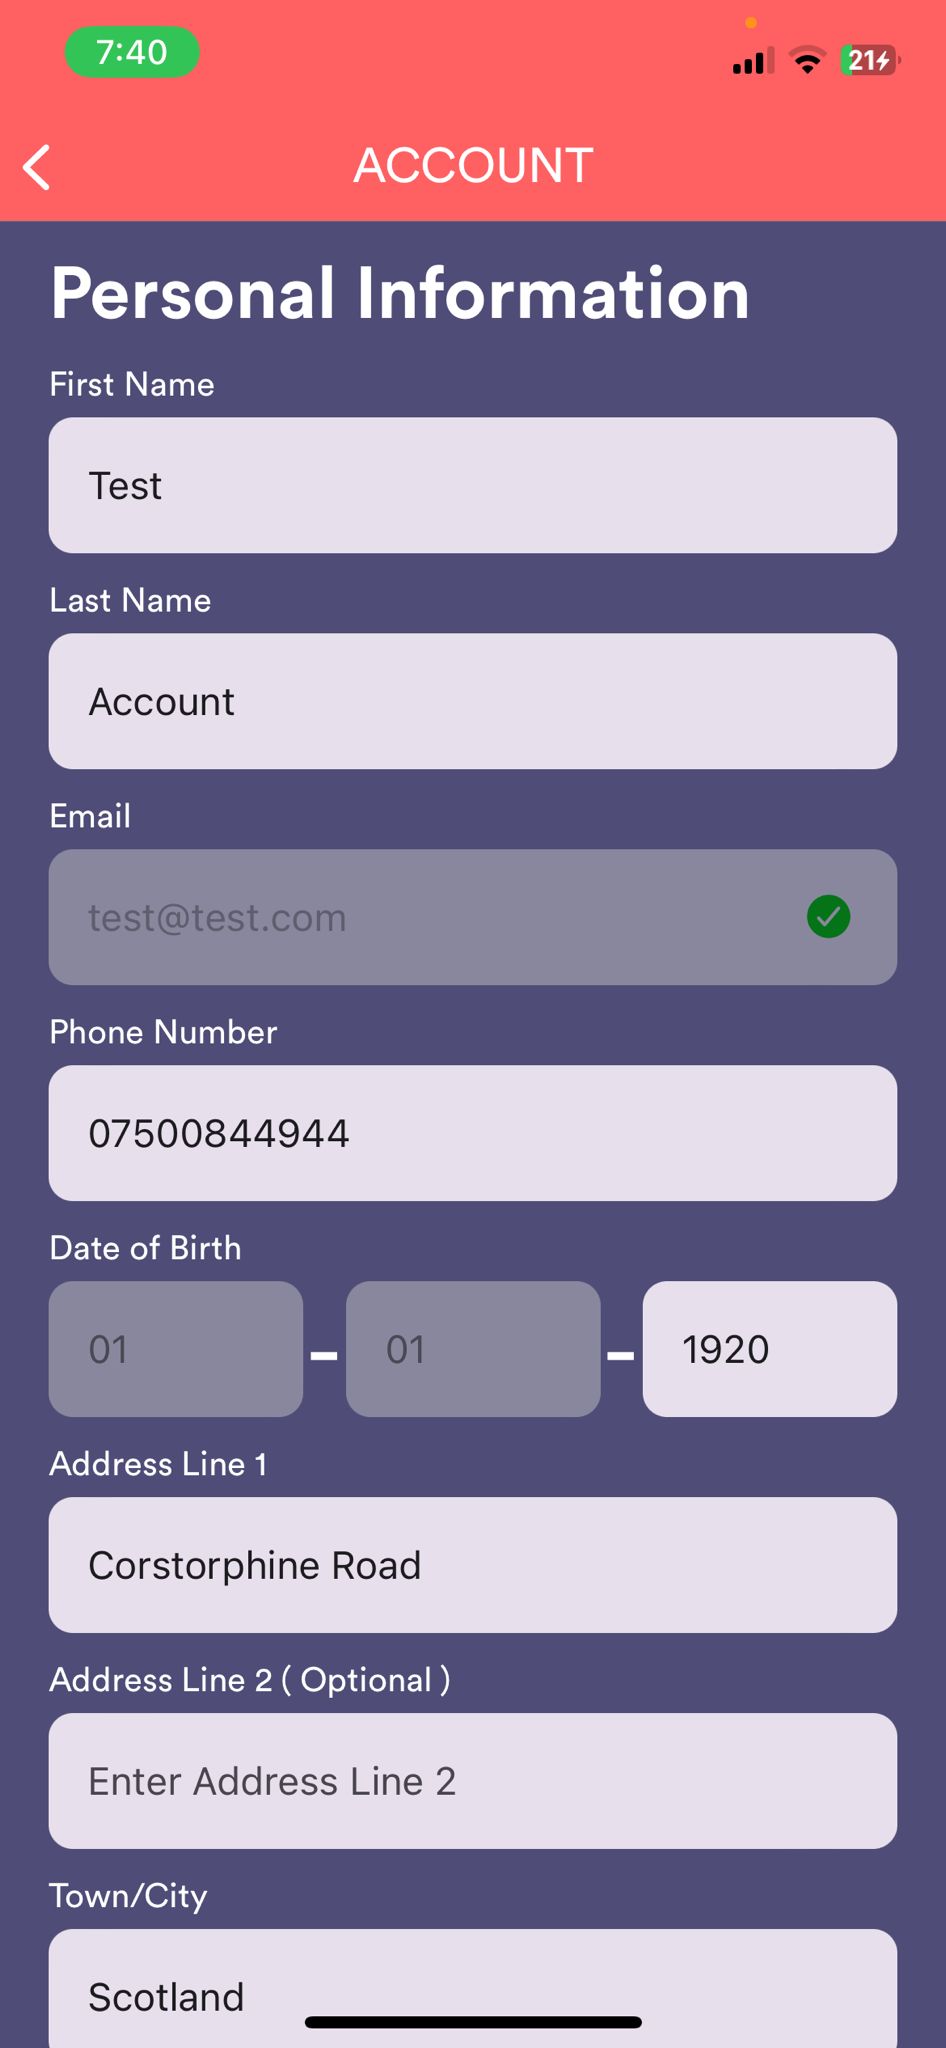 7:40
21
ACCOUNT
Personal Information
First Name
Test
Last Name
Account
Email
test@test.com
Phone Number
07500844944
Date of Birth
01 - 01 - 1920
Address Line 1
Corstorphine Road
Address Line 2 ( Optional )
Enter Address Line 2
Town/City
Scotland